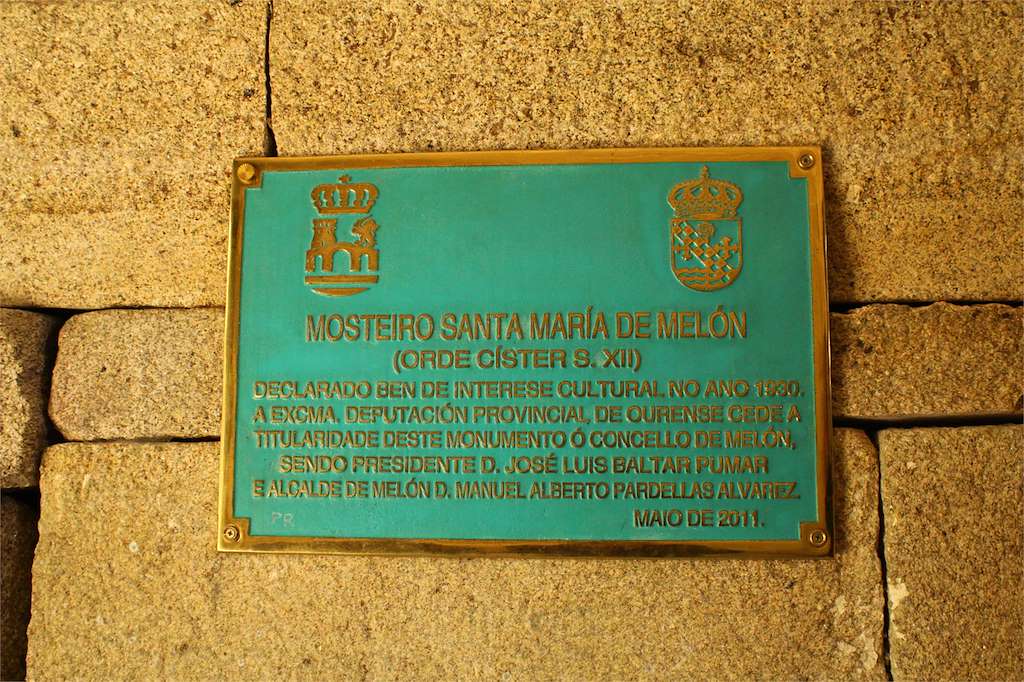 MOSTEIRO SANTA MARÍA DE MELÓN
(ORDE CÍSTER S. XII)
DECLARADO BEN DE INTERESE CULTURAL NO ANO 1930.
A EXCMA. DEPUTACIÓN PROVINCIAL DE OURENSE CEDE A
TITULARIDADE DESTE MONUMENTO Ó CONCELLO DE MELÓN,
SENDO PRESIDENTE D. JOSÉ LUIS BALTAR PUMAR
E ALCALDE DE MELÓN D. MANUEL ALBERTO PARDELLAS ALVAREZ.
MAIO DE 2011.
PR